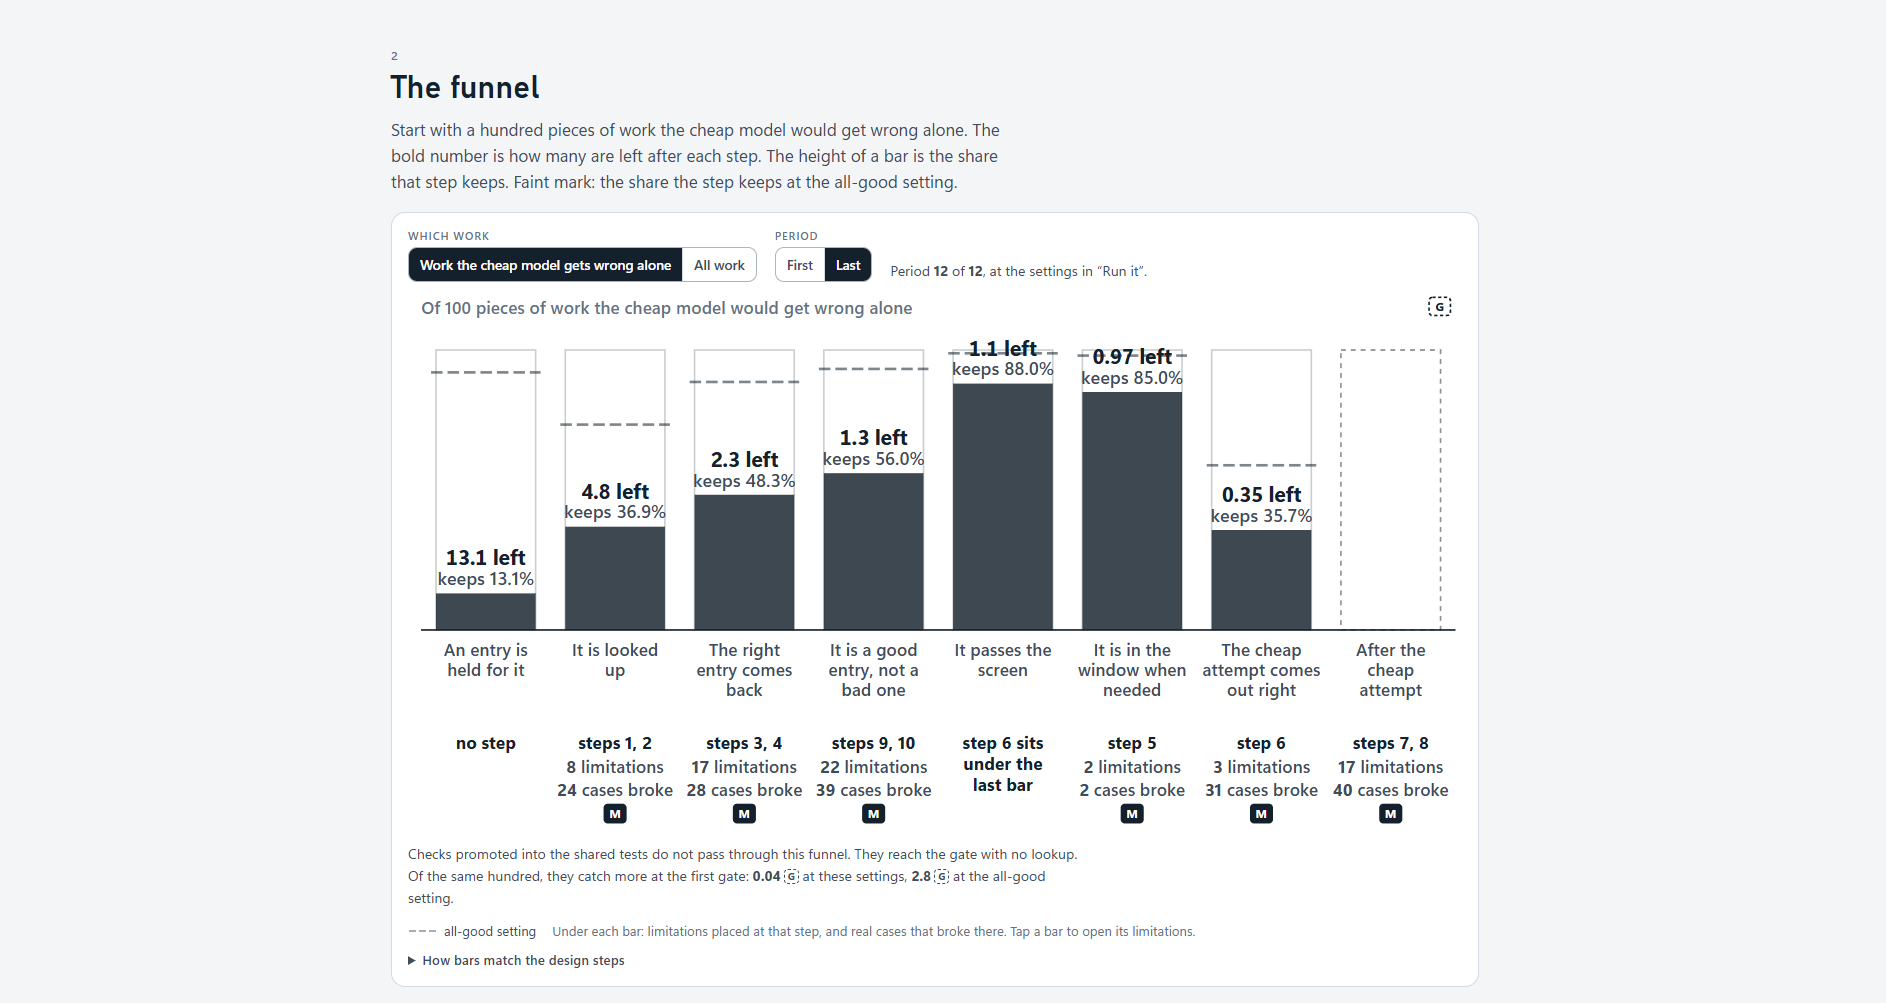 2
The funnel
Start with a hundred pieces of work the cheap model would get wrong alone. The
bold number is how many are left after each step. The height of a bar is the share
that step keeps. Faint mark: the share the step keeps at the all-good setting.
WHICH WORK
PERIOD
Work the cheap model gets wrong alone
All work
First
Last
Period 12 of 12, at the settings in “Run it”.
Of 100 pieces of work the cheap model would get wrong alone
G
13.1 left
keeps 13.1%
4.8 left
keeps 36.9%
2.3 left
keeps 48.3%
1.3 left
keeps 56.0%
1.1 left
keeps 88.0%
0.97 left
keeps 85.0%
0.35 left
keeps 35.7%
An entry is
held for it
It is looked
up
The right
entry comes
back
It is a good
entry, not a
bad one
It passes the
screen
It is in the
window when
needed
The cheap
attempt comes
out right
After the
cheap
attempt
no step
steps 1, 2
8 limitations
24 cases broke
M
steps 3, 4
17 limitations
28 cases broke
M
steps 9, 10
22 limitations
39 cases broke
M
step 6 sits
under the
last bar
step 5
2 limitations
2 cases broke
M
step 6
3 limitations
31 cases broke
M
steps 7, 8
17 limitations
40 cases broke
M
Checks promoted into the shared tests do not pass through this funnel. They reach the gate with no lookup.
Of the same hundred, they catch more at the first gate: 0.04 G at these settings, 2.8 G at the all-good
setting.
all-good setting
Under each bar: limitations placed at that step, and real cases that broke there. Tap a bar to open its limitations.
How bars match the design steps